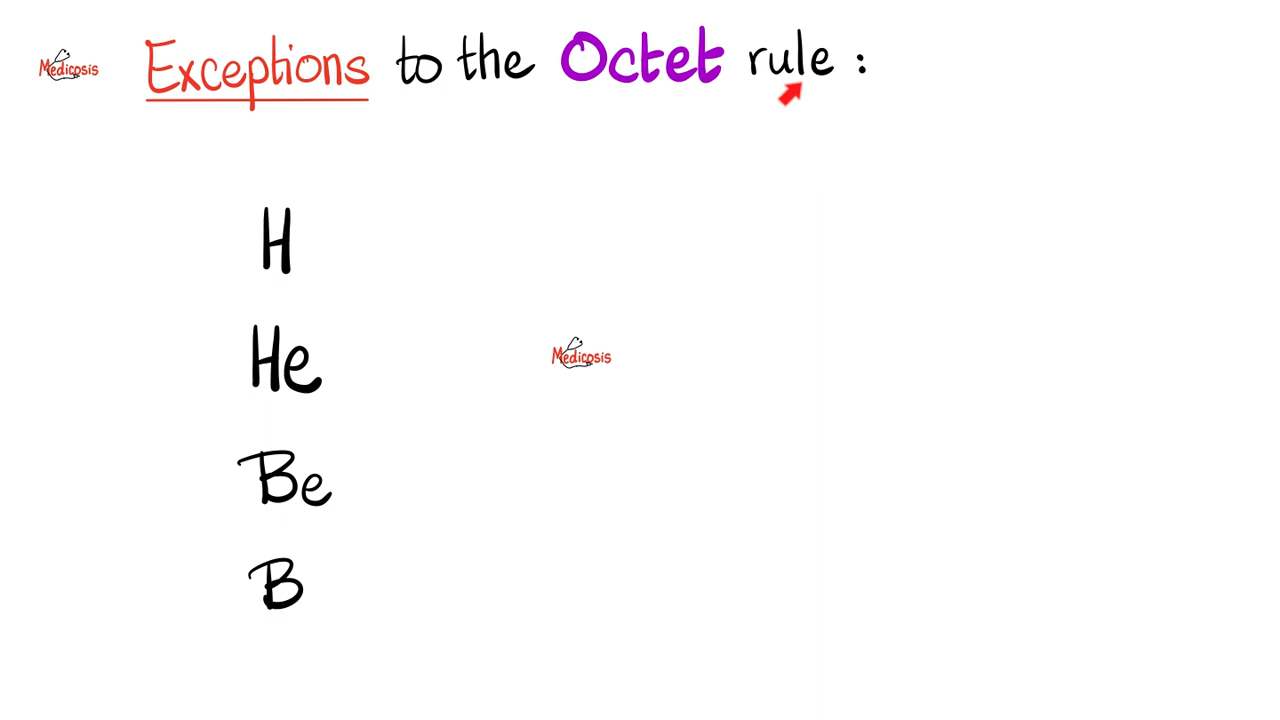 Medicosis Exceptions to the Octet rule :
H
He
Medicosis
Be
B